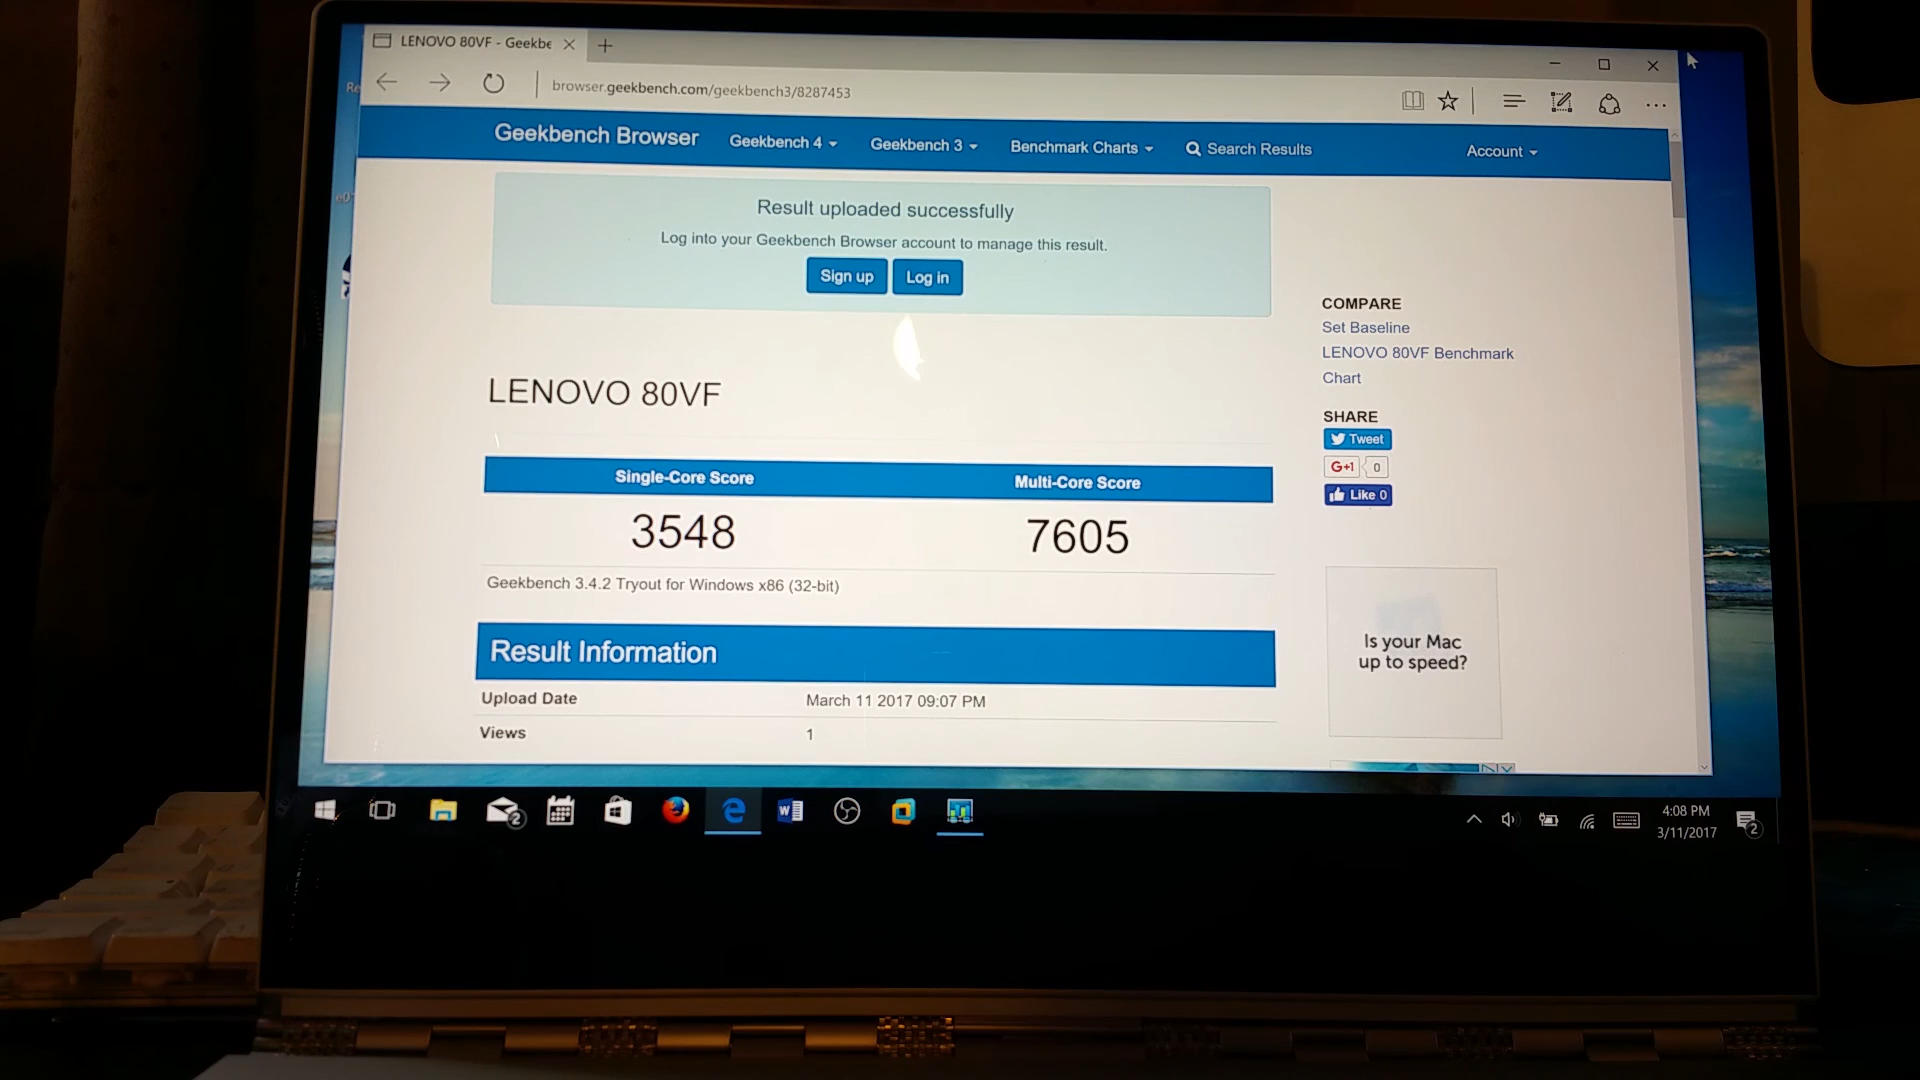 LENOVO 80VF - Geekbe
browser.geekbench.com/geekbench3/8287453
Re
Geekbench Browser
Geekbench 4
Geekbench 3
Benchmark Charts
Search Results
Account
e0
Result uploaded successfully
Log into your Geekbench Browser account to manage this result.
Sign up
Log in
LENOVO 80VF
Single-Core Score
Multi-Core Score
3548
7605
Geekbench 3.4.2 Tryout for Windows x86 (32-bit)
Result Information
Upload Date
March 11 2017 09:07 PM
Views
1
COMPARE
Set Baseline
LENOVO 80VF Benchmark
Chart
SHARE
Tweet
G+1
0
Like 0
Is your Mac
up to speed?
2
W
4:08 PM
3/11/2017
2